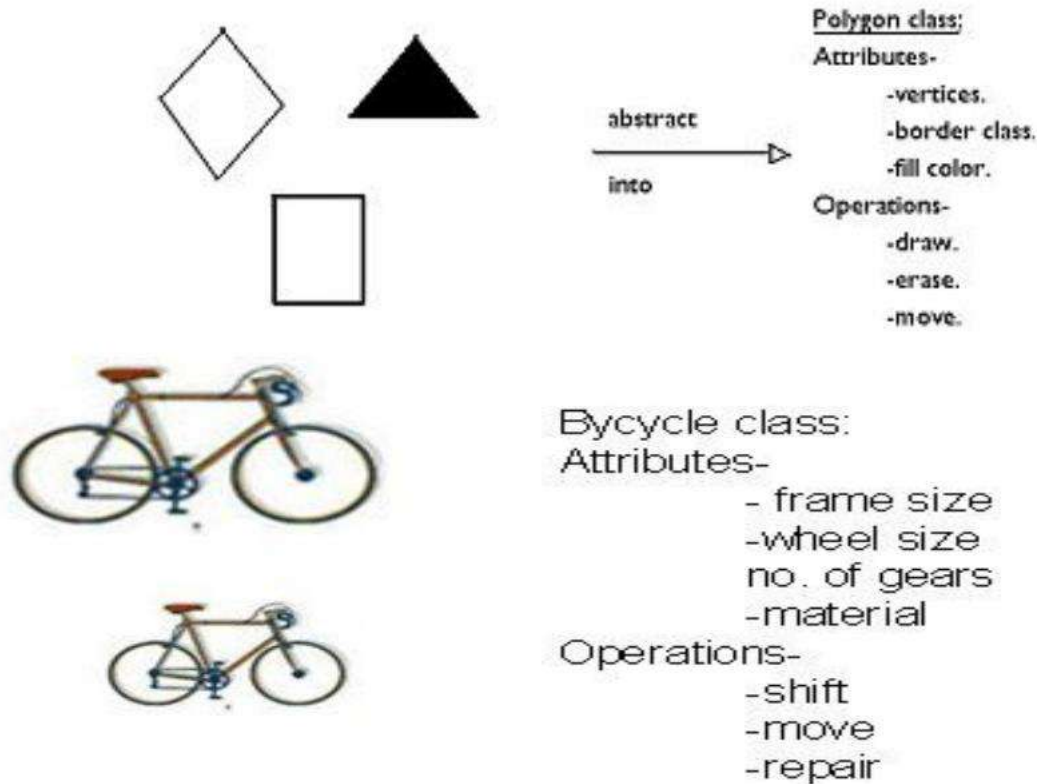 Polygon class;
Attributes-
-vertices.
-border class.
-fill color.
Operations-
-draw.
-erase.
-move.
abstract
into
Bycycle class:
Attributes-
- frame size
-wheel size
no. of gears
-material
Operations-
-shift
-move
-repair